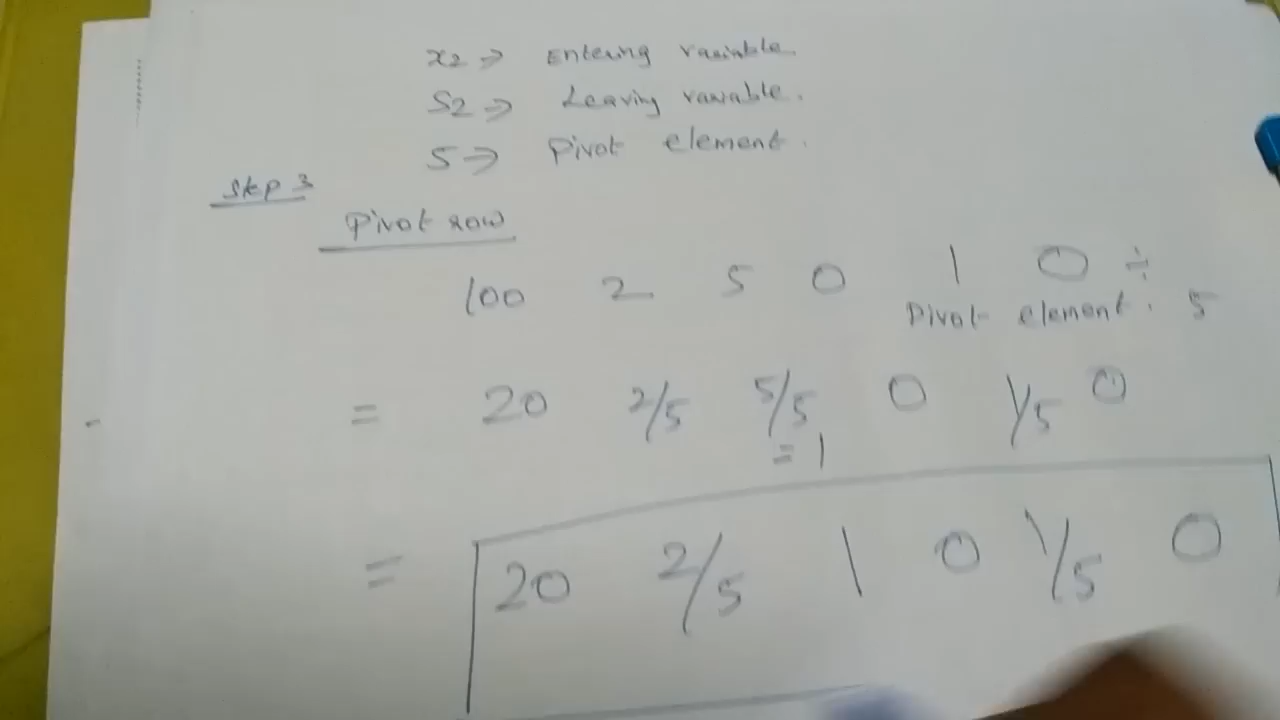 x2 => Entering variable.
S2 => Leaving variable.
5 => Pivot element.
Step 3
Pivot row
100 2 5 0 1 0 ÷
Pivot element. 5
= 20 2/5 5/5 0 1/5 0
= 1
= 20 2/5 1 0 1/5 0